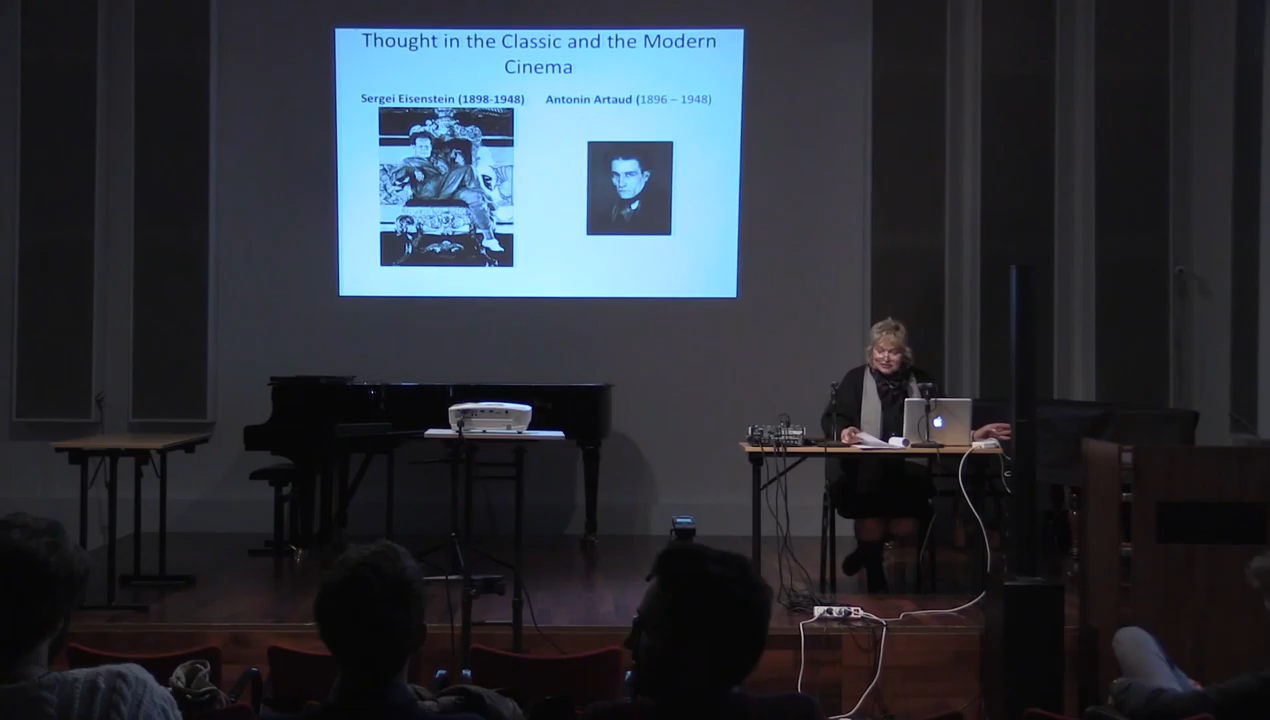 Thought in the Classic and the Modern
Cinema
Sergei Eisenstein (1898-1948)
Antonin Artaud (1896 – 1948)